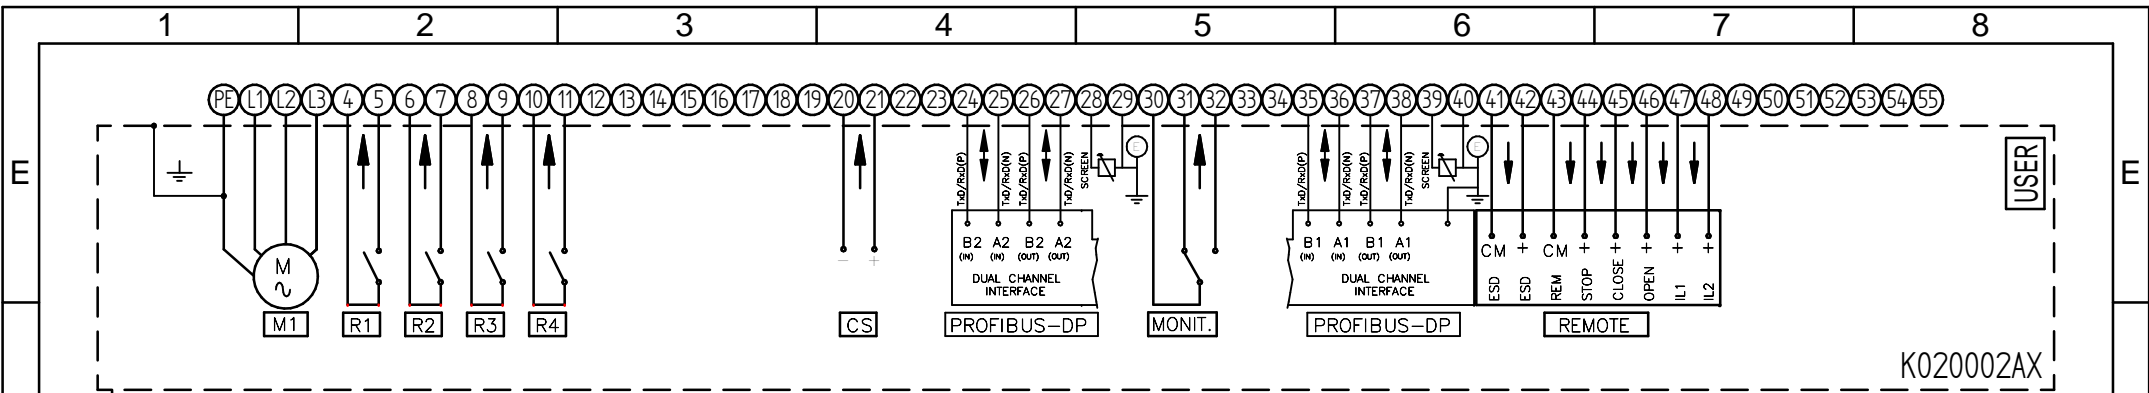 1 2 3 4 5 6 7 8
PE L1 L2 L3 4 5 6 7 8 9 10 11 12 13 14 15 16 17 18 19 20 21 22 23 24 25 26 27 28 29 30 31 32 33 34 35 36 37 38 39 40 41 42 43 44 45 46 47 48 49 50 51 52 53 54 55
E
E
USER
TxD/RxD(P)
TxD/RxD(N)
TxD/RxD(P)
TxD/RxD(N)
SCREEN
E
TxD/RxD(P)
TxD/RxD(N)
TxD/RxD(P)
TxD/RxD(N)
SCREEN
E
M
∿
- +
B2 A2 B2 A2
(IN) (IN) (OUT) (OUT)
DUAL CHANNEL
INTERFACE
B1 A1 B1 A1
(IN) (IN) (OUT) (OUT)
DUAL CHANNEL
INTERFACE
CM + CM + + + + +
ESD
ESD
REM
STOP
CLOSE
OPEN
IL1
IL2
M1 R1 R2 R3 R4 CS PROFIBUS-DP MONIT. PROFIBUS-DP REMOTE
K020002AX